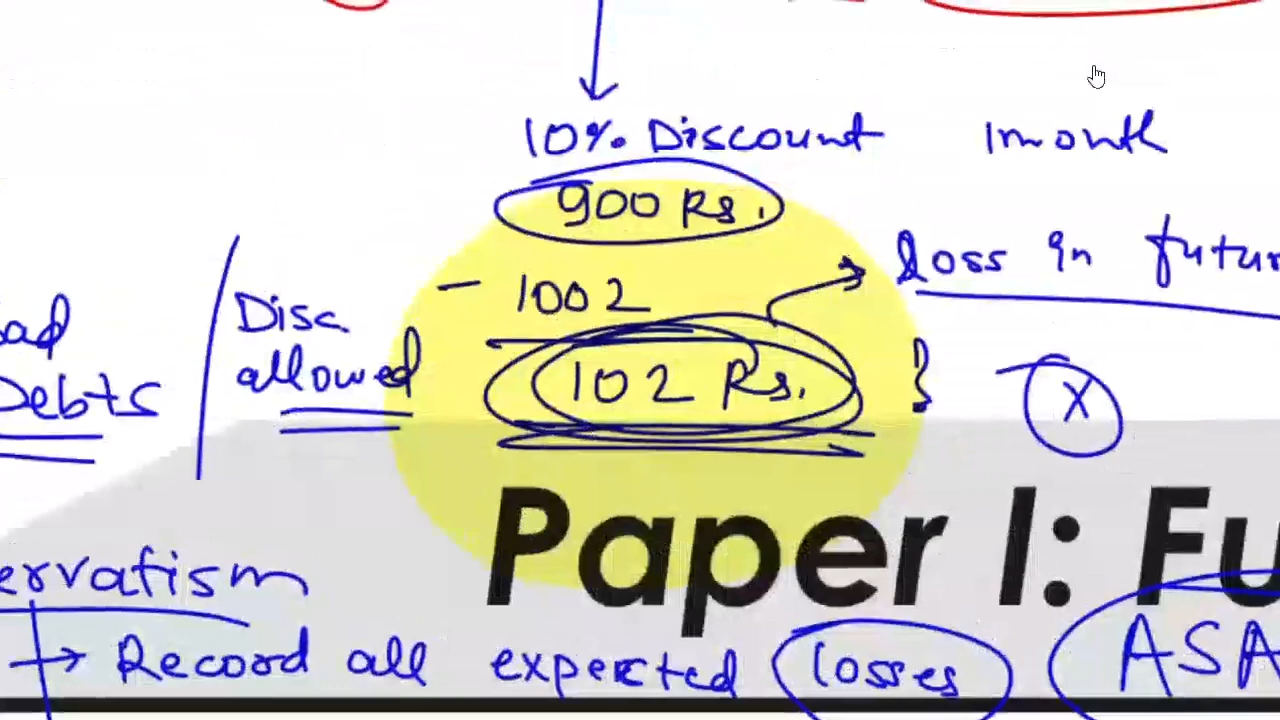 10% Discount 1month
900 Rs.
loss in futur
- 1002
Disc
allowed
102 Rs. } X
ad
Debts
Paper I: Fu
ervatism
→ Record all expected losses ASA